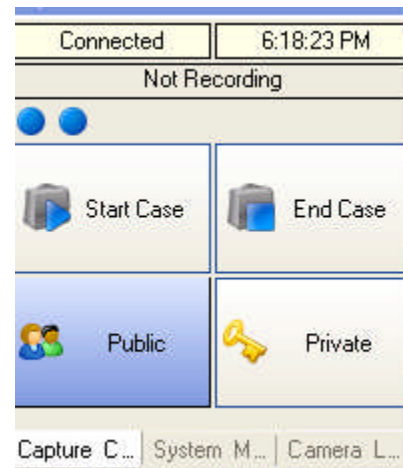 Connected 6:18:23 PM
Not Recording
Start Case End Case
Public Private
Capture C... System M... Camera L...